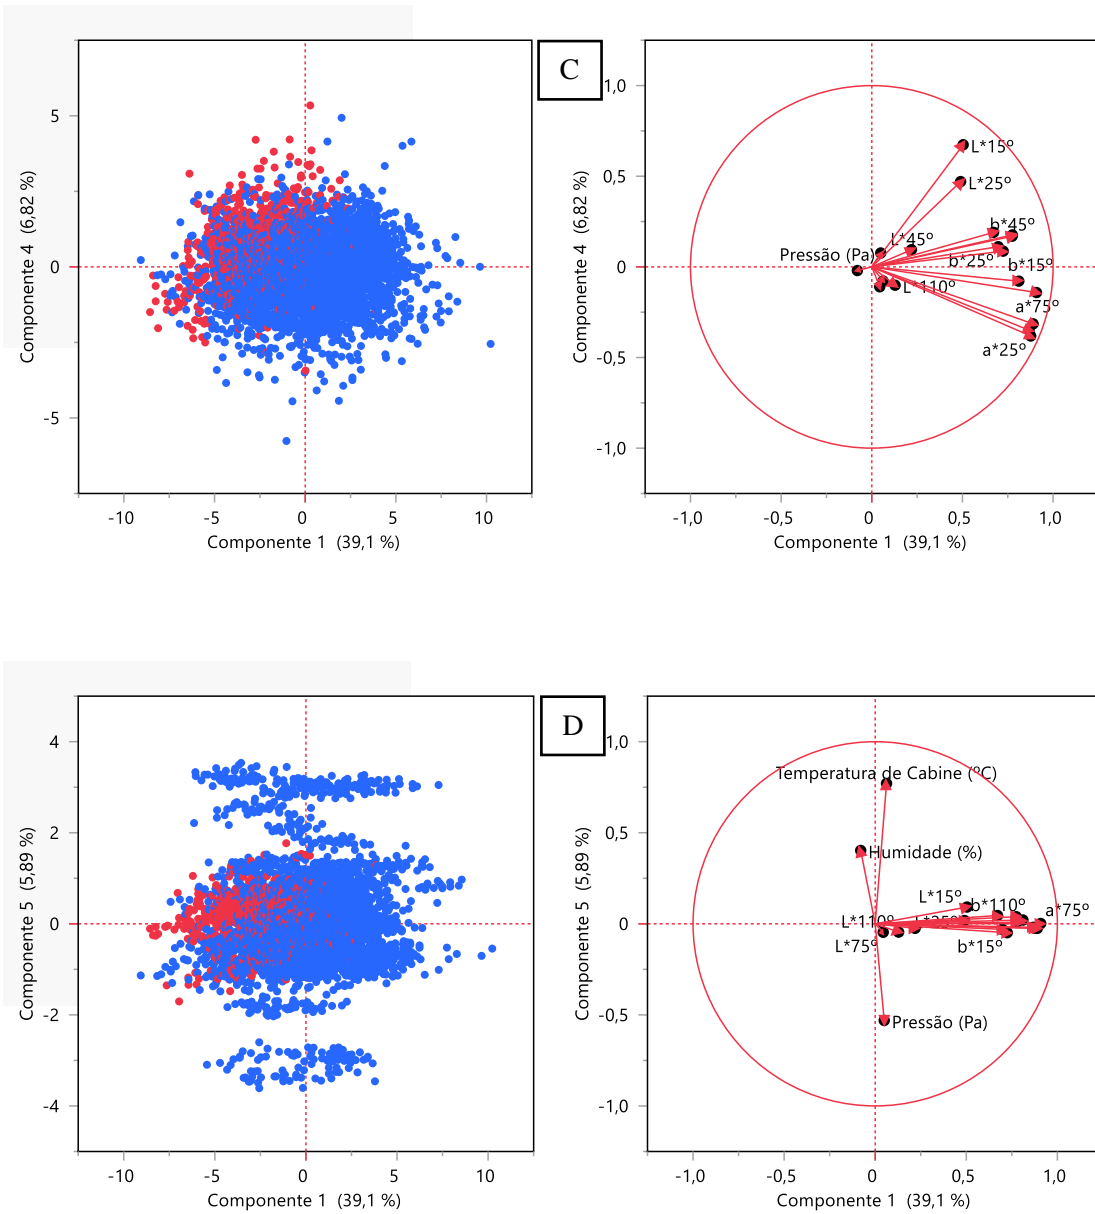 C
5
0
-5
Componente 4 (6,82 %)
-10
-5
0
5
10
Componente 1 (39,1 %)
1,0
0,5
0
-0,5
-1,0
Componente 4 (6,82 %)
L*15º
L*25º
b*45º
L*45º
Pressão (Pa)
b*25º
b*15º
L*110º
a*75º
a*25º
-1,0
-0,5
0
0,5
1,0
Componente 1 (39,1 %)
D
4
2
0
-2
-4
Componente 5 (5,89 %)
-10
-5
0
5
10
Componente 1 (39,1 %)
1,0
0,5
0
-0,5
-1,0
Componente 5 (5,89 %)
Temperatura de Cabine (ºC)
Humidade (%)
L*15º
b*110º
a*75º
L*110º
L*75º
b*15º
Pressão (Pa)
-1,0
-0,5
0
0,5
1,0
Componente 1 (39,1 %)